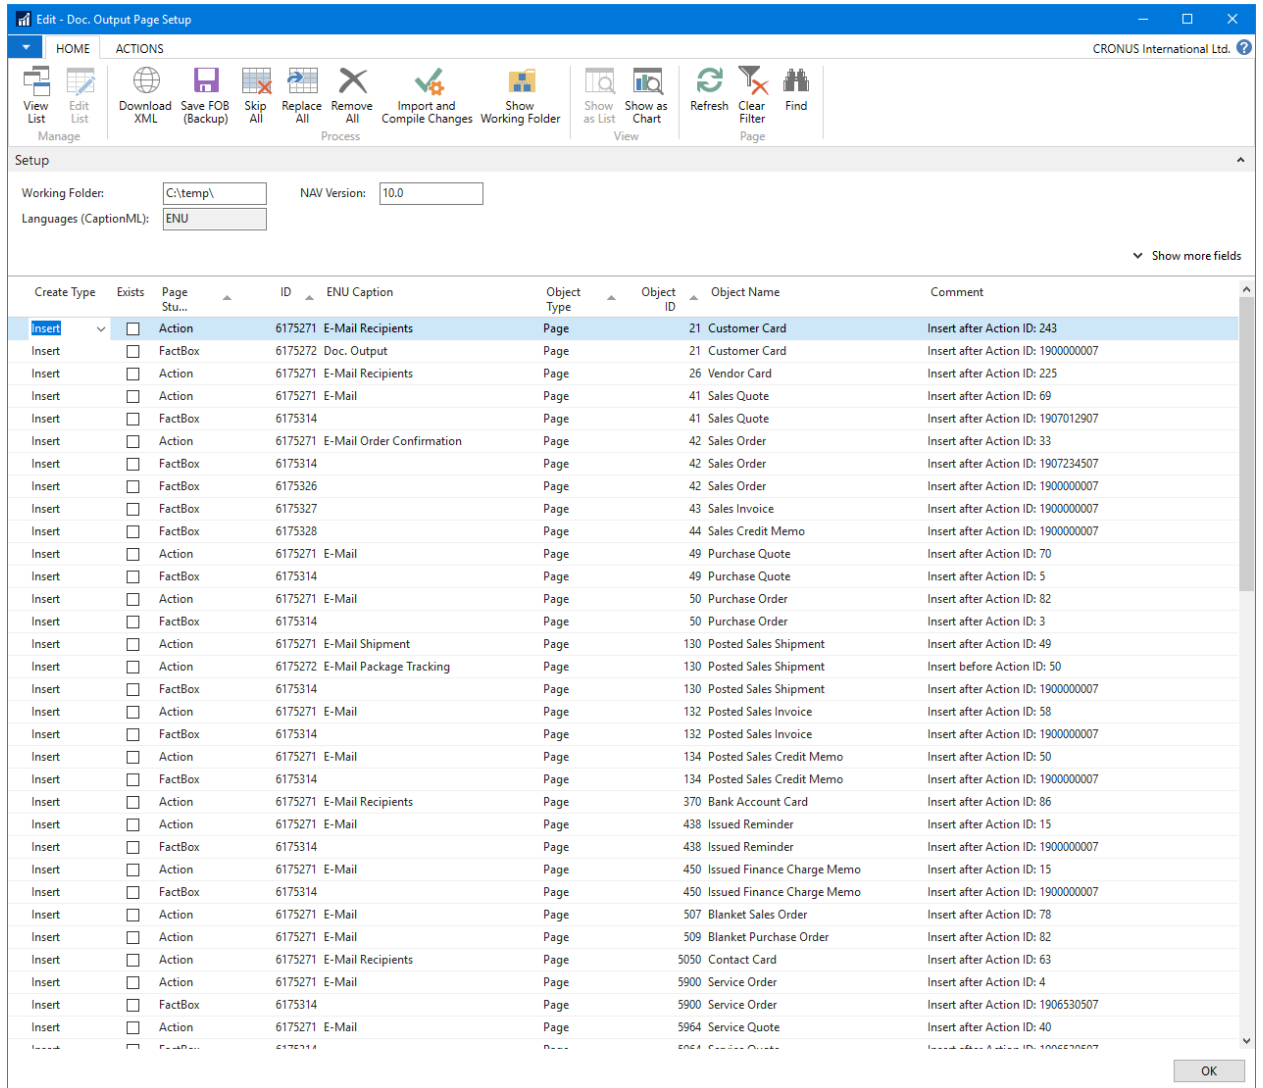 Edit - Doc. Output Page Setup
HOME ACTIONS CRONUS International Ltd.
View List Edit List Download XML Save FOB (Backup) Skip All Replace All Remove All Import and Compile Changes Show Working Folder Show as List Show as Chart Refresh Clear Filter Find
Manage Process View Page
Setup
Working Folder: C:\temp\ NAV Version: 10.0
Languages (CaptionML): ENU
Show more fields
Create Type Exists Page Stu... ID ENU Caption Object Type Object ID Object Name Comment
Insert Action 6175271 E-Mail Recipients Page 21 Customer Card Insert after Action ID: 243
Insert FactBox 6175272 Doc. Output Page 21 Customer Card Insert after Action ID: 1900000007
Insert Action 6175271 E-Mail Recipients Page 26 Vendor Card Insert after Action ID: 225
Insert Action 6175271 E-Mail Page 41 Sales Quote Insert after Action ID: 69
Insert FactBox 6175314 Page 41 Sales Quote Insert after Action ID: 1907012907
Insert Action 6175271 E-Mail Order Confirmation Page 42 Sales Order Insert after Action ID: 33
Insert FactBox 6175314 Page 42 Sales Order Insert after Action ID: 1907234507
Insert FactBox 6175326 Page 42 Sales Order Insert after Action ID: 1900000007
Insert FactBox 6175327 Page 43 Sales Invoice Insert after Action ID: 1900000007
Insert FactBox 6175328 Page 44 Sales Credit Memo Insert after Action ID: 1900000007
Insert Action 6175271 E-Mail Page 49 Purchase Quote Insert after Action ID: 70
Insert FactBox 6175314 Page 49 Purchase Quote Insert after Action ID: 5
Insert Action 6175271 E-Mail Page 50 Purchase Order Insert after Action ID: 82
Insert FactBox 6175314 Page 50 Purchase Order Insert after Action ID: 3
Insert Action 6175271 E-Mail Shipment Page 130 Posted Sales Shipment Insert after Action ID: 49
Insert Action 6175272 E-Mail Package Tracking Page 130 Posted Sales Shipment Insert before Action ID: 50
Insert FactBox 6175314 Page 130 Posted Sales Shipment Insert after Action ID: 1900000007
Insert Action 6175271 E-Mail Page 132 Posted Sales Invoice Insert after Action ID: 58
Insert FactBox 6175314 Page 132 Posted Sales Invoice Insert after Action ID: 1900000007
Insert Action 6175271 E-Mail Page 134 Posted Sales Credit Memo Insert after Action ID: 50
Insert FactBox 6175314 Page 134 Posted Sales Credit Memo Insert after Action ID: 1900000007
Insert Action 6175271 E-Mail Recipients Page 370 Bank Account Card Insert after Action ID: 86
Insert Action 6175271 E-Mail Page 438 Issued Reminder Insert after Action ID: 15
Insert FactBox 6175314 Page 438 Issued Reminder Insert after Action ID: 1900000007
Insert Action 6175271 E-Mail Page 450 Issued Finance Charge Memo Insert after Action ID: 15
Insert FactBox 6175314 Page 450 Issued Finance Charge Memo Insert after Action ID: 1900000007
Insert Action 6175271 E-Mail Page 507 Blanket Sales Order Insert after Action ID: 78
Insert Action 6175271 E-Mail Page 509 Blanket Purchase Order Insert after Action ID: 82
Insert Action 6175271 E-Mail Recipients Page 5050 Contact Card Insert after Action ID: 63
Insert Action 6175271 E-Mail Page 5900 Service Order Insert after Action ID: 4
Insert FactBox 6175314 Page 5900 Service Order Insert after Action ID: 1906530507
Insert Action 6175271 E-Mail Page 5964 Service Quote Insert after Action ID: 40
Insert FactBox 6175314 Page 5964 Service Quote Insert after Action ID: 1906530507
OK